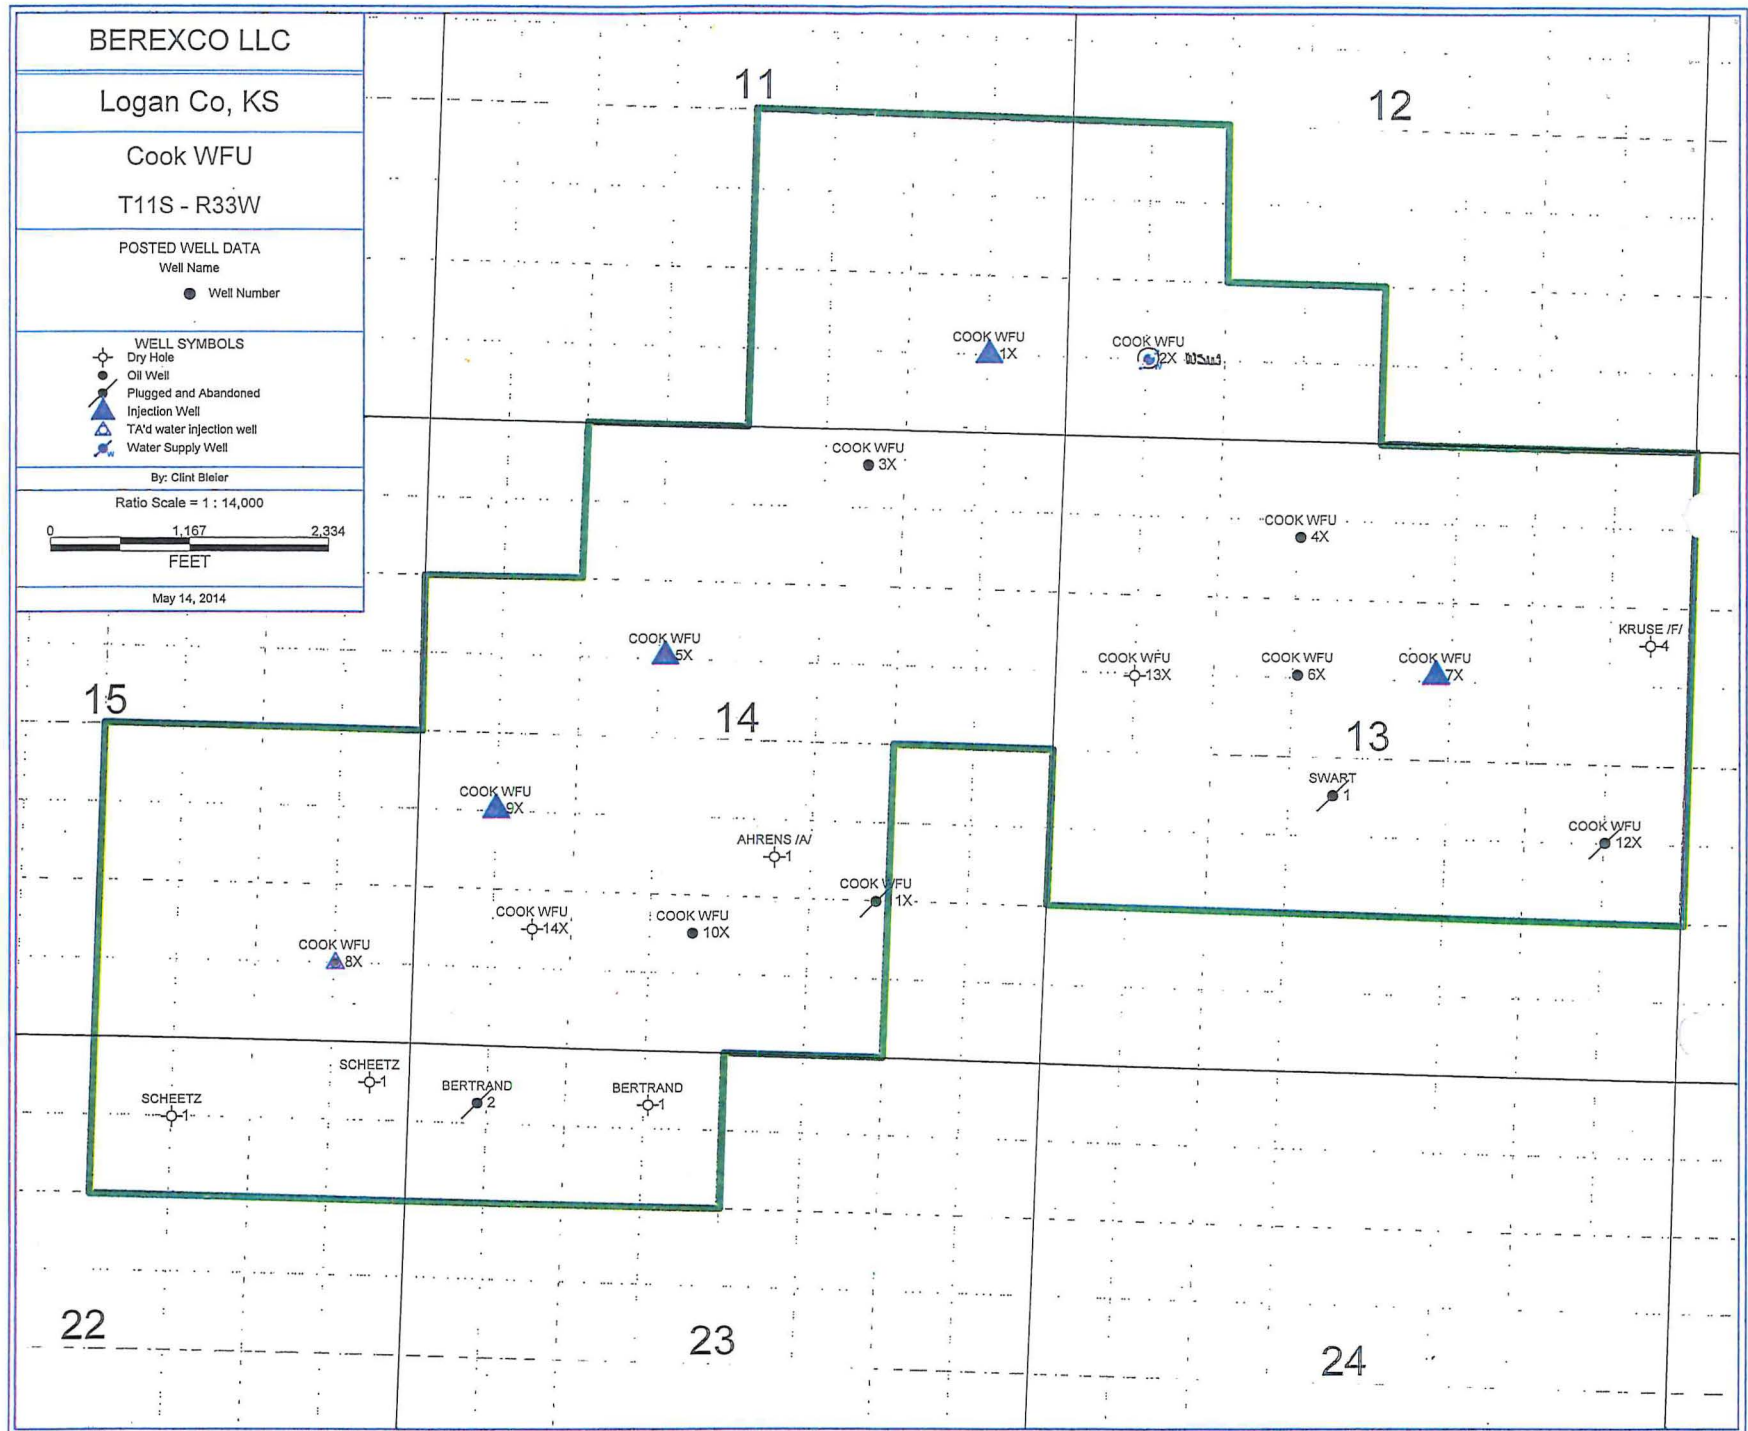 BEREXCO LLC
Logan Co, KS
Cook WFU
T11S - R33W
POSTED WELL DATA
Well Name
Well Number
WELL SYMBOLS
Dry Hole
Oil Well
Plugged and Abandoned
Injection Well
TA'd water injection well
W Water Supply Well
By: Clint Bleier
Ratio Scale = 1 : 14,000
0 1,167 2,334
FEET
May 14, 2014
11
12
COOK WFU
1X
COOK WFU
2X WSW
W
COOK WFU
3X
COOK WFU
4X
COOK WFU
5X
KRUSE /F/
4
COOK WFU
13X
COOK WFU
6X
COOK WFU
7X
15
14
13
COOK WFU
9X
SWART
1
AHRENS /A/
1
COOK WFU
12X
COOK WFU
1X
COOK WFU
14X
COOK WFU
10X
COOK WFU
8X
SCHEETZ
1
SCHEETZ
1
BERTRAND
2
BERTRAND
1
22
23
24